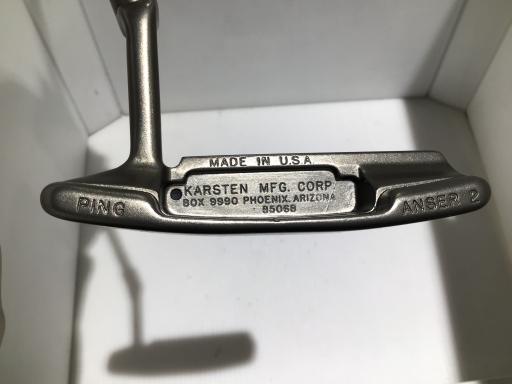 MADE IN U.S.A.
KARSTEN MFG. CORP.
BOX 9990 PHOENIX, ARIZONA
85068
PING
ANSER 2